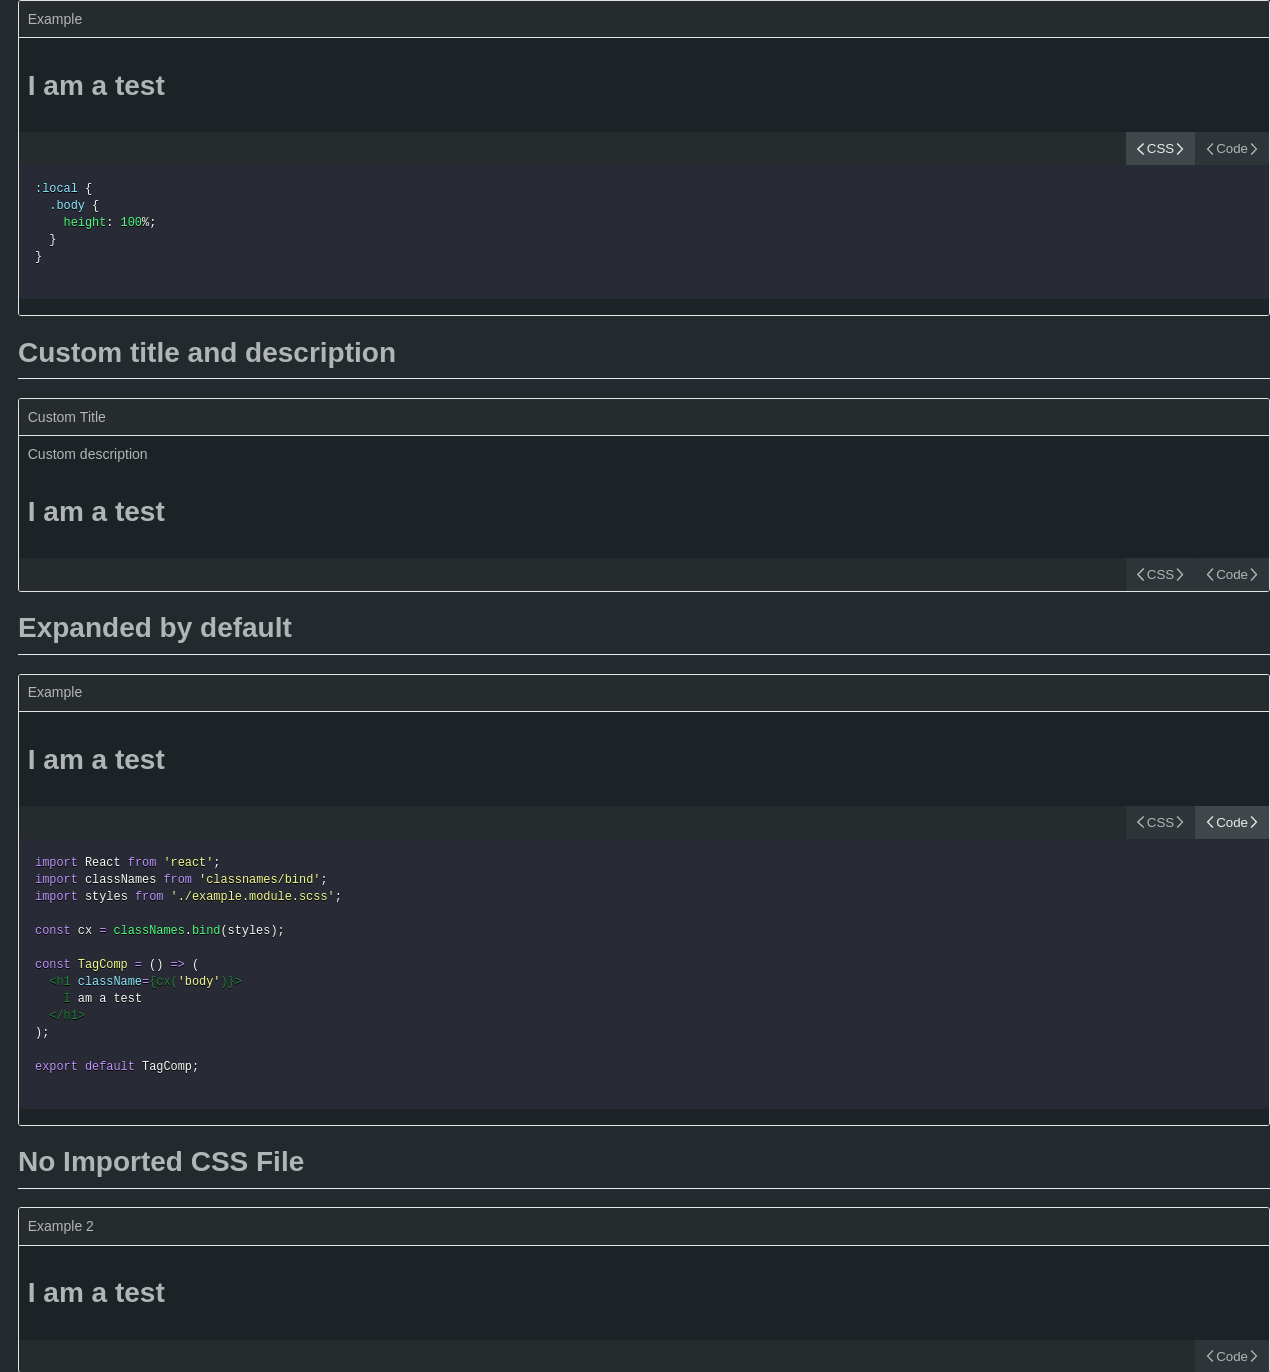 Example
I am a test
CSS Code
:local {
  .body {
    height: 100%;
  }
}
Custom title and description
Custom Title
Custom description
I am a test
CSS Code
Expanded by default
Example
I am a test
CSS Code
import React from 'react';
import classNames from 'classnames/bind';
import styles from './example.module.scss';
const cx = classNames.bind(styles);
const TagComp = () => (
  <h1 className={cx('body')}>
    I am a test
  </h1>
);
export default TagComp;
No Imported CSS File
Example 2
I am a test
Code